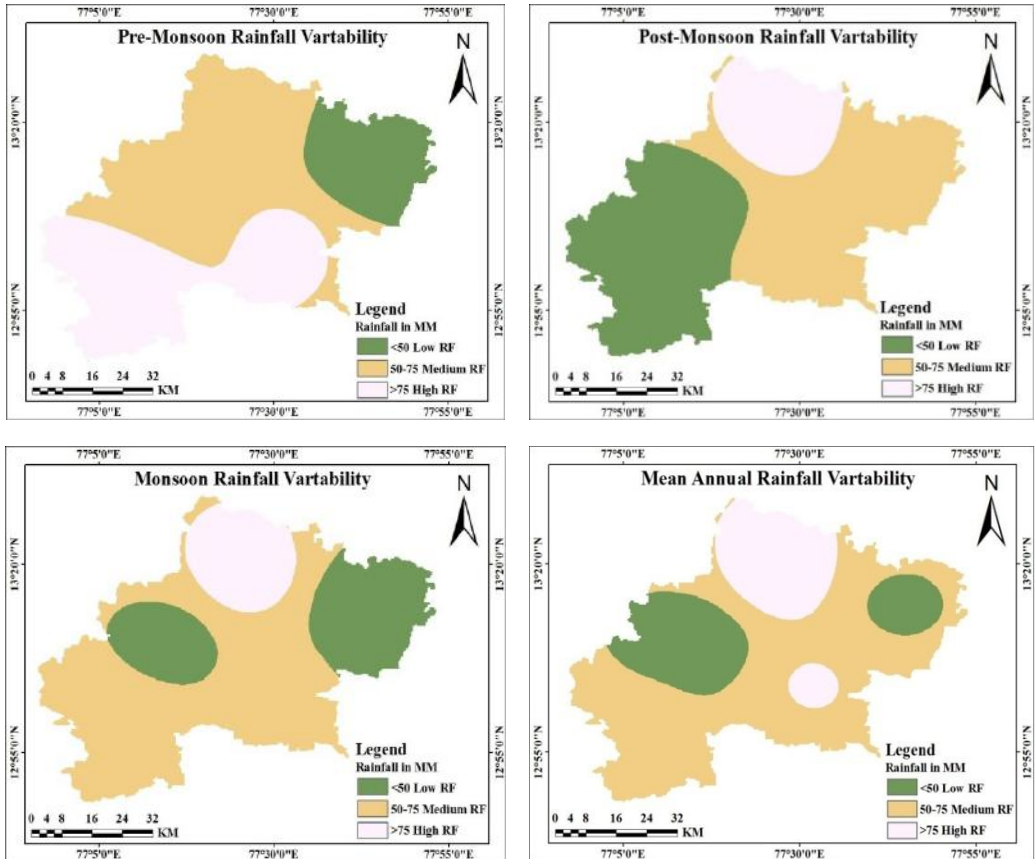 77°5'0"E 77°30'0"E 77°55'0"E
Pre-Monsoon Rainfall Vartability
N
13°20'0"N 13°20'0"N
12°55'0"N 12°55'0"N
Legend
Rainfall in MM
<50 Low RF
50-75 Medium RF
>75 High RF
0 4 8 16 24 32
KM
77°5'0"E 77°30'0"E 77°55'0"E
77°5'0"E 77°30'0"E 77°55'0"E
Post-Monsoon Rainfall Vartability
N
13°20'0"N 13°20'0"N
12°55'0"N 12°55'0"N
Legend
Rainfall in MM
<50 Low RF
50-75 Medium RF
>75 High RF
0 4 8 16 24 32
KM
77°5'0"E 77°30'0"E 77°55'0"E
77°5'0"E 77°30'0"E 77°55'0"E
Monsoon Rainfall Vartability
N
13°20'0"N 13°20'0"N
12°55'0"N 12°55'0"N
Legend
Rainfall in MM
<50 Low RF
50-75 Medium RF
>75 High RF
0 4 8 16 24 32
KM
77°5'0"E 77°30'0"E 77°55'0"E
77°5'0"E 77°30'0"E 77°55'0"E
Mean Annual Rainfall Vartability
N
13°20'0"N 13°20'0"N
12°55'0"N 12°55'0"N
Legend
Rainfall in MM
<50 Low RF
50-75 Medium RF
>75 High RF
0 4 8 16 24 32
KM
77°5'0"E 77°30'0"E 77°55'0"E